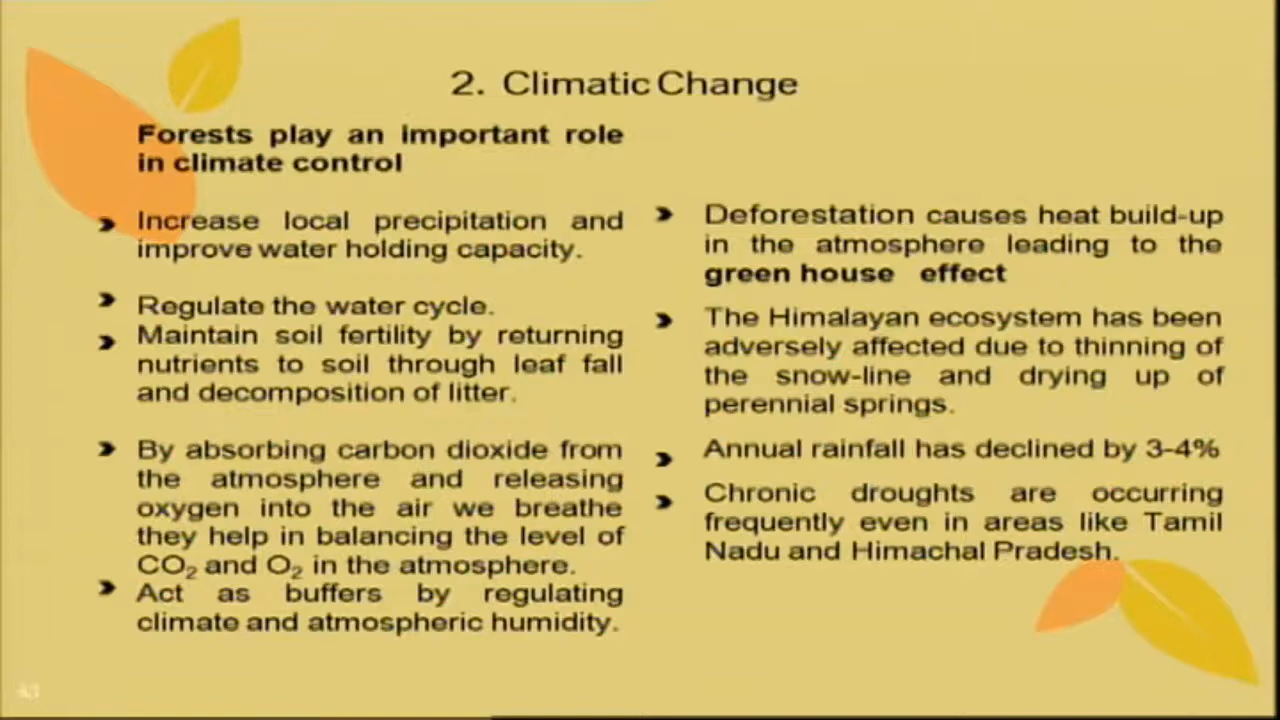 2. Climatic Change
Forests play an important role
in climate control
Increase local precipitation and
improve water holding capacity.
Regulate the water cycle.
Maintain soil fertility by returning
nutrients to soil through leaf fall
and decomposition of litter.
By absorbing carbon dioxide from
the atmosphere and releasing
oxygen into the air we breathe
they help in balancing the level of
CO₂ and O₂ in the atmosphere.
Act as buffers by regulating
climate and atmospheric humidity.
Deforestation causes heat build-up
in the atmosphere leading to the
green house effect
The Himalayan ecosystem has been
adversely affected due to thinning of
the snow-line and drying up of
perennial springs.
Annual rainfall has declined by 3-4%
Chronic droughts are occurring
frequently even in areas like Tamil
Nadu and Himachal Pradesh.